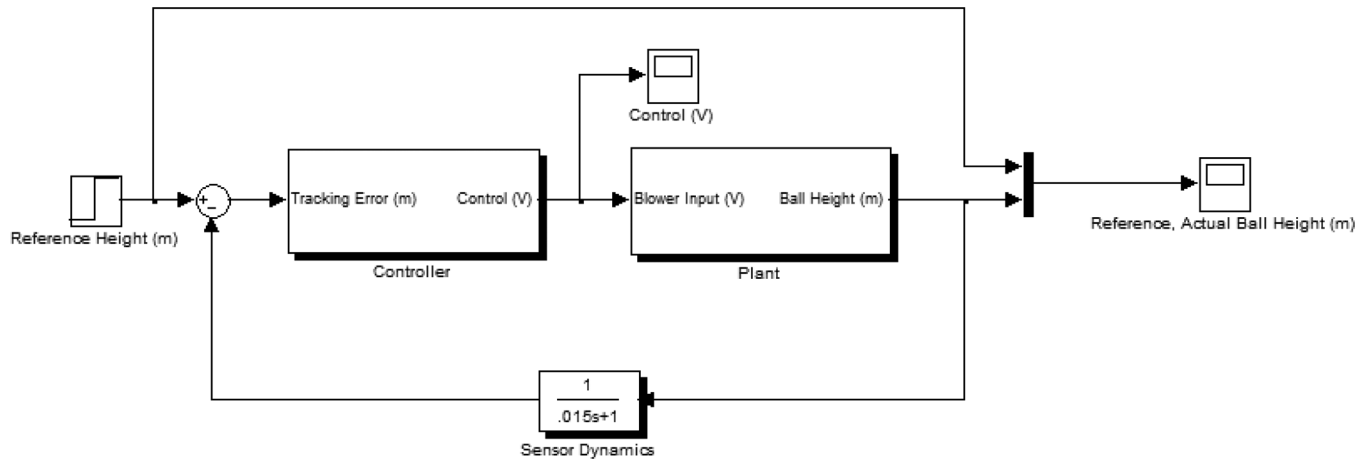 Control (V)
Reference Height (m)
+
−
Tracking Error (m)
Control (V)
Controller
Blower Input (V)
Ball Height (m)
Plant
Reference, Actual Ball Height (m)
1
.015s+1
Sensor Dynamics